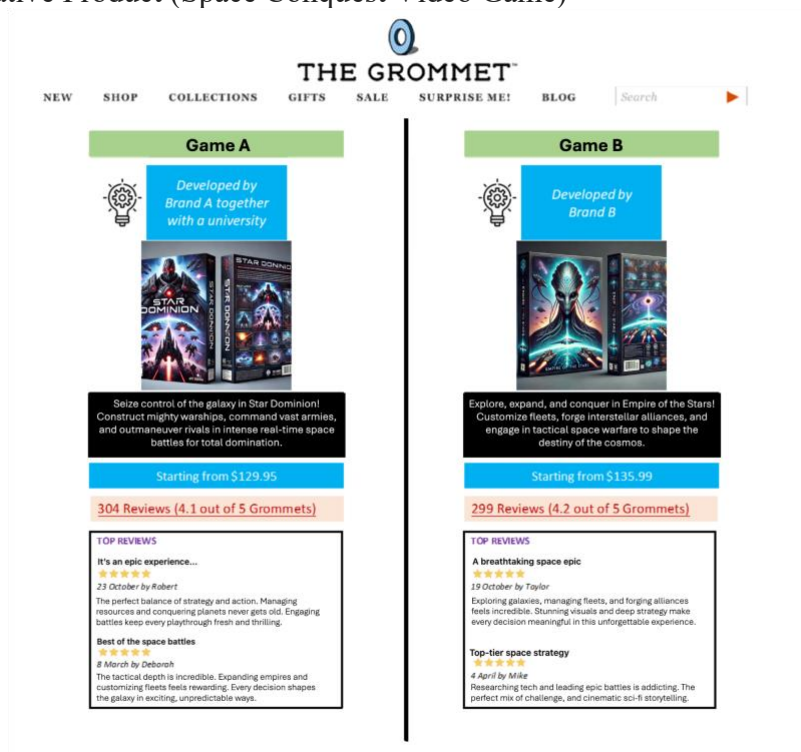 ative Product (Space Conquest Video Game)
THE GROMMET™
NEW SHOP COLLECTIONS GIFTS SALE SURPRISE ME! BLOG Search
Game A
Developed by
Brand A together
with a university
STAR
DOMINION
STAR DONNION
Seize control of the galaxy in Star Dominion!
Construct mighty warships, command vast armies,
and outmaneuver rivals in intense real-time space
battles for total domination.
Starting from $129.95
304 Reviews (4.1 out of 5 Grommets)
TOP REVIEWS
It's an epic experience...
23 October by Robert
The perfect balance of strategy and action. Managing
resources and conquering planets never gets old. Engaging
battles keep every playthrough fresh and thrilling.
Best of the space battles
8 March by Deborah
The tactical depth is incredible. Expanding empires and
customizing fleets feels rewarding. Every decision shapes
the galaxy in exciting, unpredictable ways.
Game B
Developed by
Brand B
Explore, expand, and conquer in Empire of the Stars!
Customize fleets, forge interstellar alliances, and
engage in tactical space warfare to shape the
destiny of the cosmos.
Starting from $135.99
299 Reviews (4.2 out of 5 Grommets)
TOP REVIEWS
A breathtaking space epic
19 October by Taylor
Exploring galaxies, managing fleets, and forging alliances
feels incredible. Stunning visuals and deep strategy make
every decision meaningful in this unforgettable experience.
Top-tier space strategy
4 April by Mike
Researching tech and leading epic battles is addicting. The
perfect mix of challenge, and cinematic sci-fi storytelling.